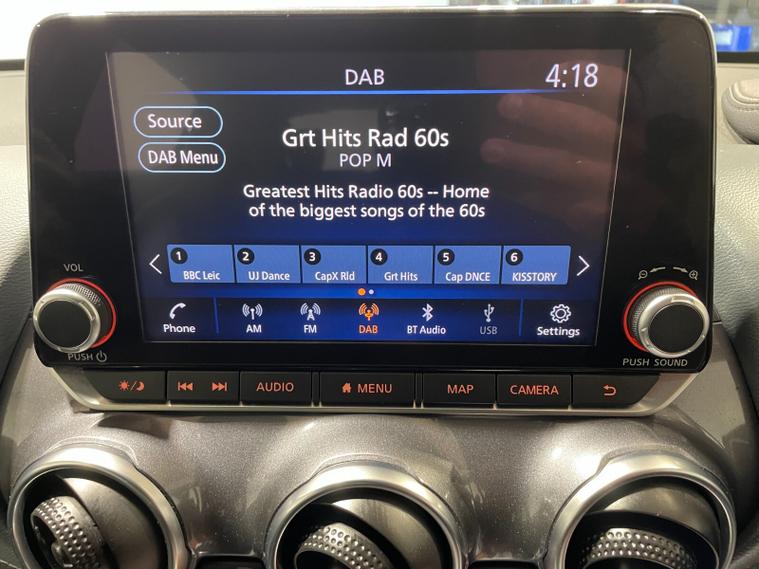 DAB
4:18
Source
DAB Menu
Grt Hits Rad 60s
POP M
Greatest Hits Radio 60s -- Home
of the biggest songs of the 60s
1 2 3 4 5 6
BBC Leic UJ Dance CapX Rld Grt Hits Cap DNCE KISSTORY
Phone AM FM DAB BT Audio USB Settings
VOL
PUSH
PUSH SOUND
AUDIO MENU MAP CAMERA